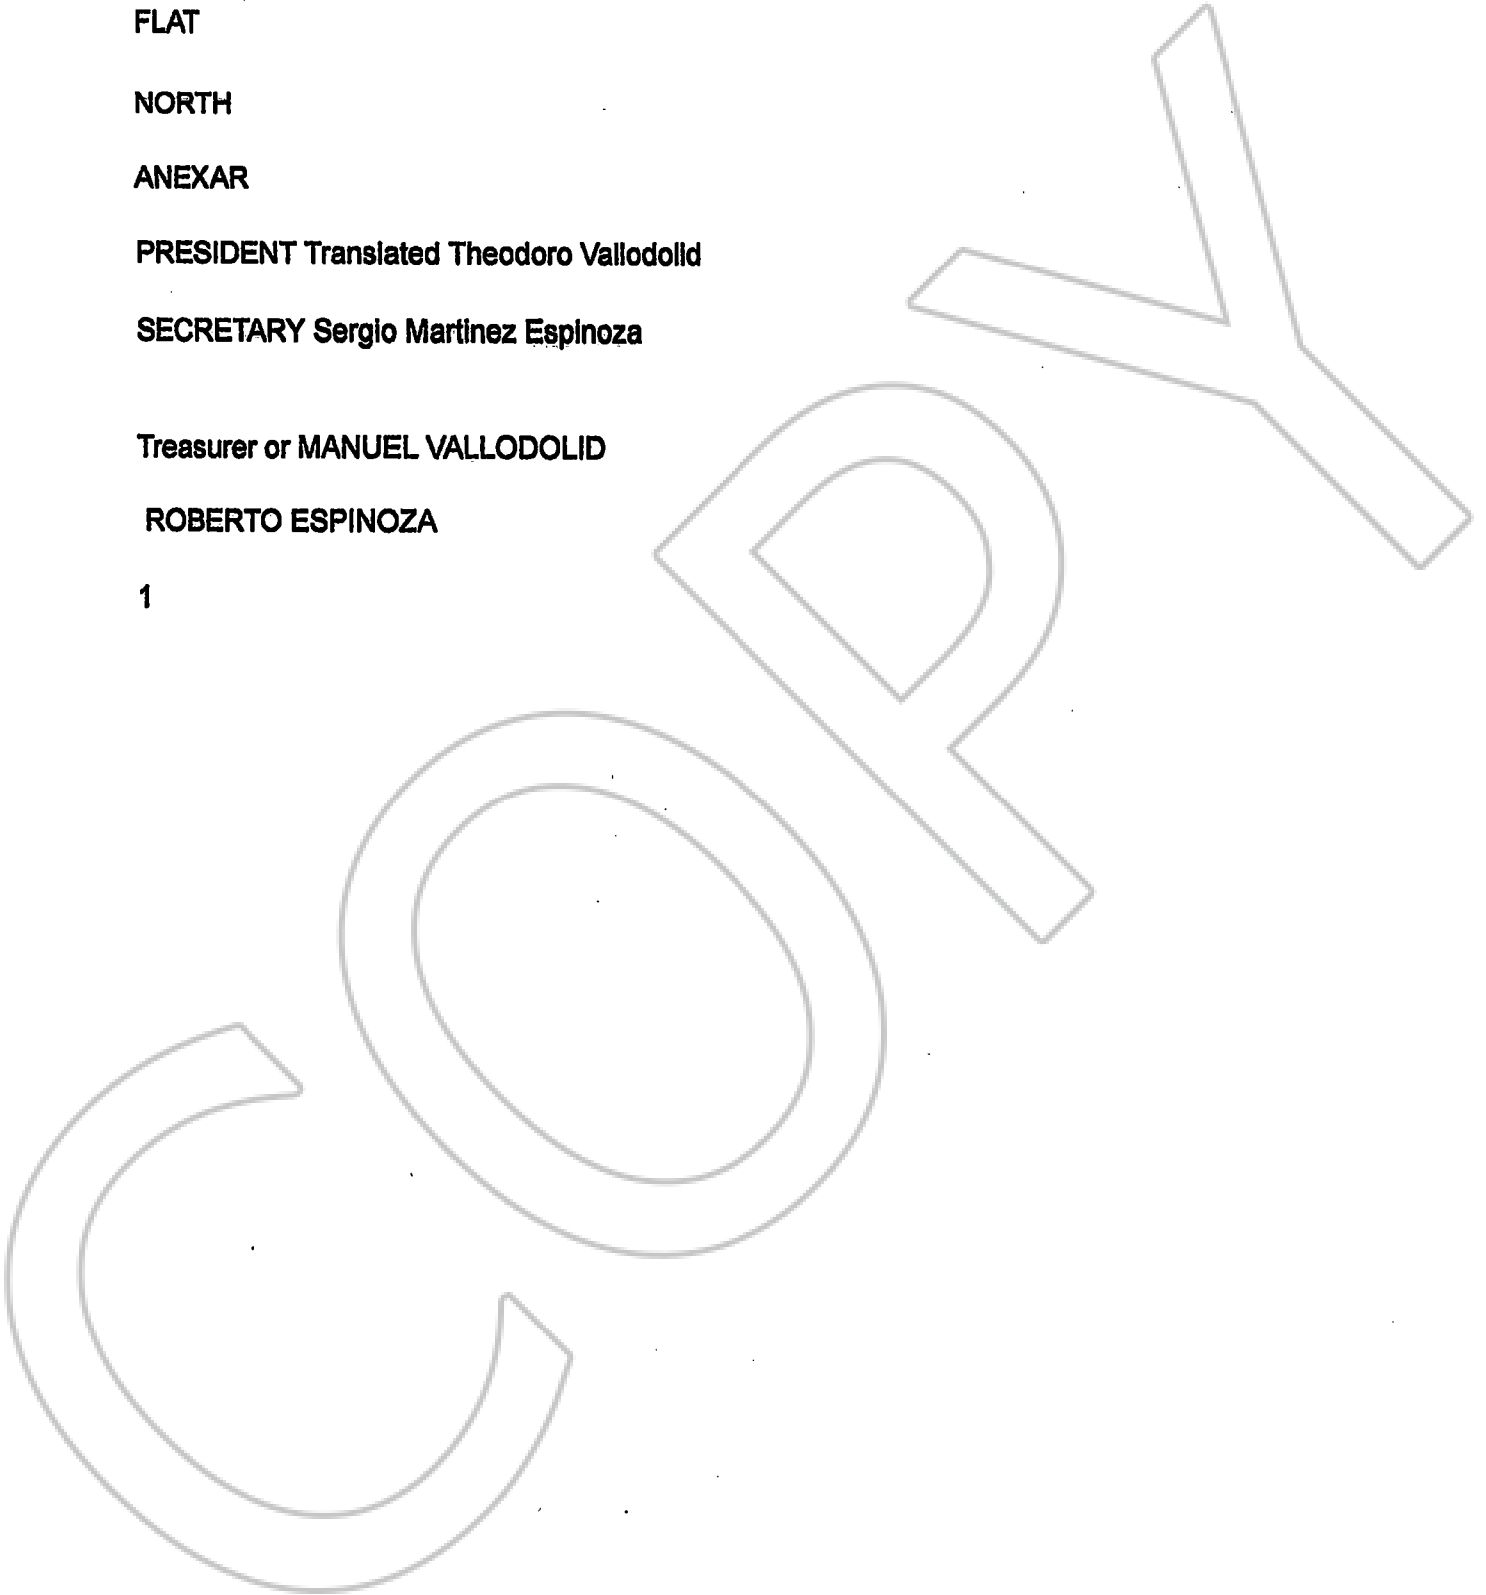 FLAT
NORTH
ANEXAR
PRESIDENT Translated Theodoro Vallodolid
SECRETARY Sergio Martinez Espinoza
Treasurer or MANUEL VALLODOLID
ROBERTO ESPINOZA
1
COPY